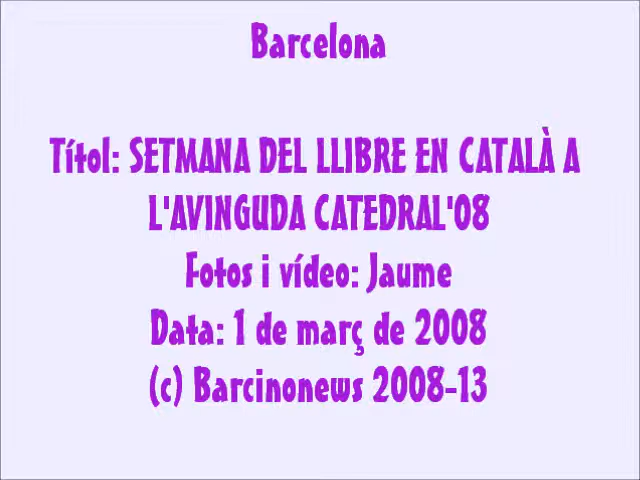 Barcelona
Títol: SETMANA DEL LLIBRE EN CATALÀ A
L'AVINGUDA CATEDRAL'08
Fotos i vídeo: Jaume
Data: 1 de març de 2008
(c) Barcinonews 2008-13